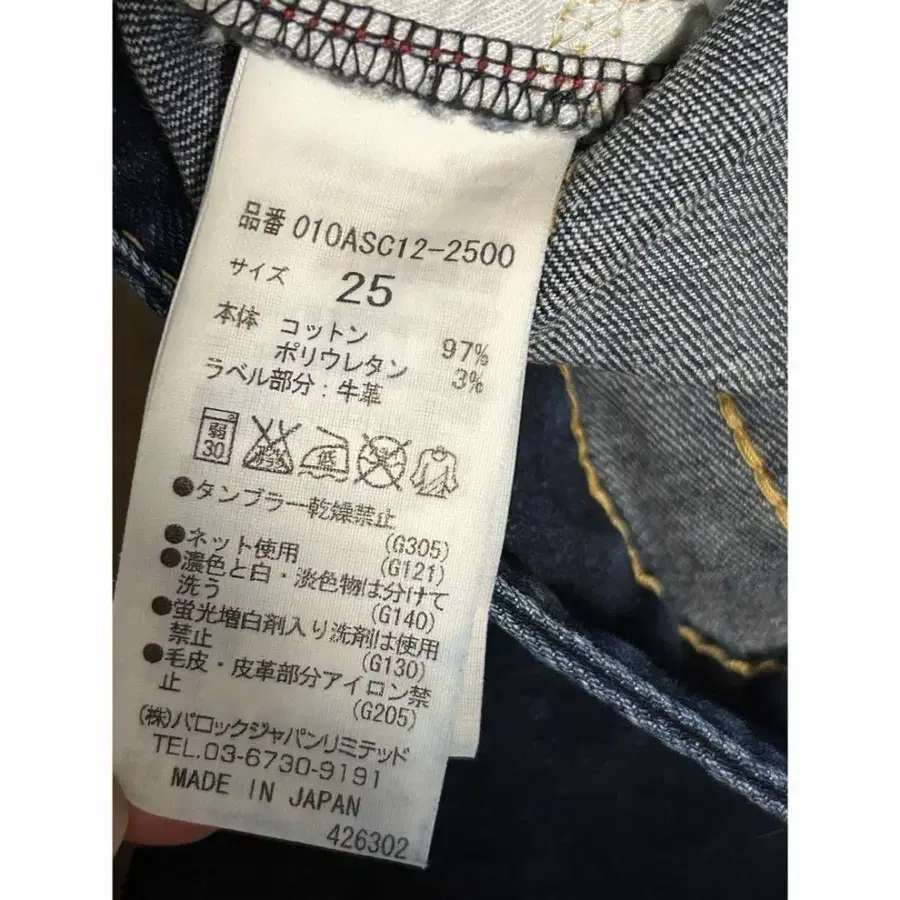 品番 010ASC12-2500
サイズ 25
本体 コットン 97%
ポリウレタン 3%
ラベル部分：牛革
弱 30 低
●タンブラー乾燥禁止
(G305)
●ネット使用 (G121)
●濃色と白・淡色物は分けて
洗う (G140)
●蛍光増白剤入り洗剤は使用
禁止 (G130)
●毛皮・皮革部分アイロン禁
止 (G205)
(株)バロックジャパンリミテッド
TEL.03-6730-9191
MADE IN JAPAN
426302